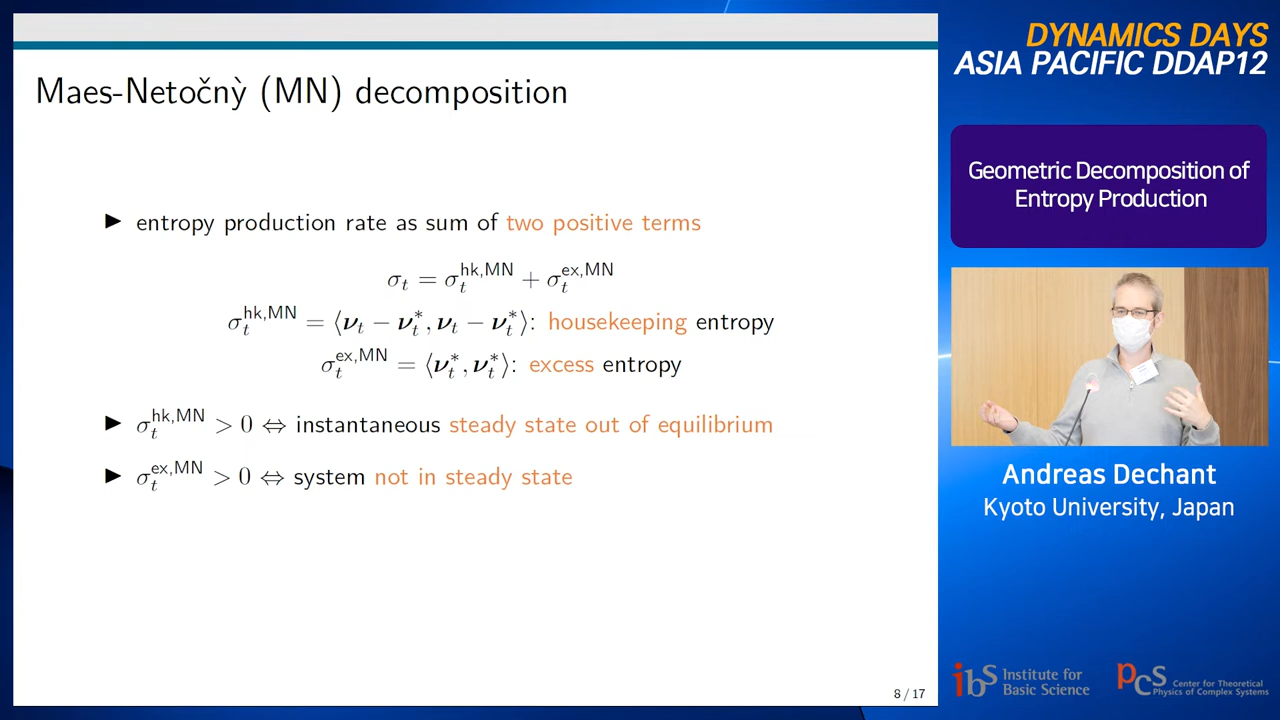 DYNAMICS DAYS
ASIA PACIFIC DDAP12
Maes-Netočnỳ (MN) decomposition
Geometric Decomposition of
Entropy Production
▶ entropy production rate as sum of two positive terms
σ_t = σ_t^{hk,MN} + σ_t^{ex,MN}
σ_t^{hk,MN} = ⟨ν_t − ν_t^*, ν_t − ν_t^*⟩: housekeeping entropy
σ_t^{ex,MN} = ⟨ν_t^*, ν_t^*⟩: excess entropy
▶ σ_t^{hk,MN} > 0 ⇔ instantaneous steady state out of equilibrium
▶ σ_t^{ex,MN} > 0 ⇔ system not in steady state
Andreas Dechant
Kyoto University, Japan
ibS Institute for
Basic Science
PCS Center for Theoretical
Physics of Complex Systems
8 / 17